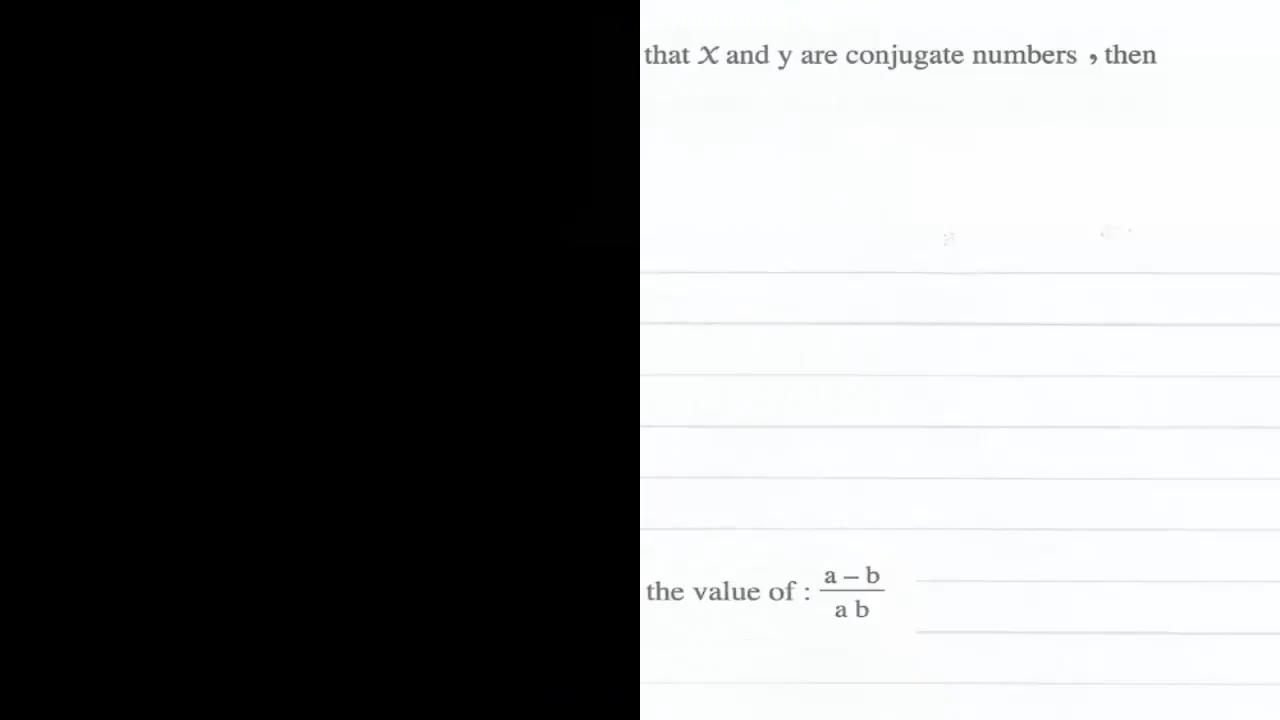 that x and y are conjugate numbers , then
the value of : a – b
a b